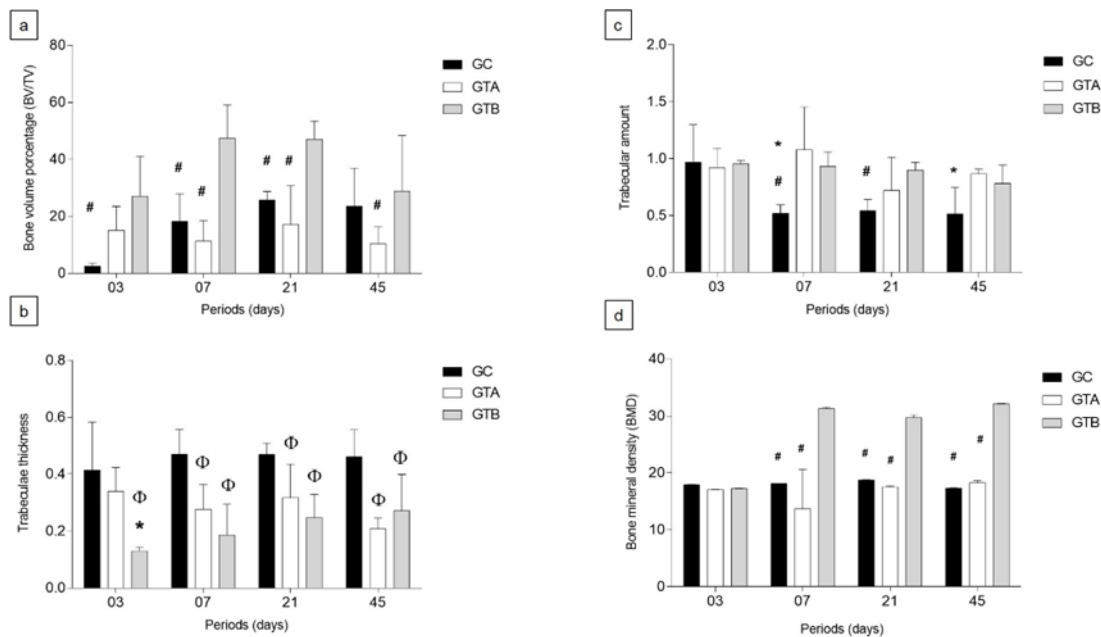 a
Bone volume porcentage (BV/TV)
80
60
40
20
0
# # # # # #
03 07 21 45
Periods (days)
GC
GTA
GTB
b
Trabeculae thickness
0.8
0.6
0.4
0.2
0.0
Φ * Φ Φ Φ Φ Φ Φ
03 07 21 45
Periods (days)
GC
GTA
GTB
c
Trabecular amount
2.0
1.5
1.0
0.5
0.0
* # # *
03 07 21 45
Periods (days)
GC
GTA
GTB
d
Bone mineral density (BMD)
40
30
20
10
0
# # # # # #
03 07 21 45
Periods (days)
GC
GTA
GTB